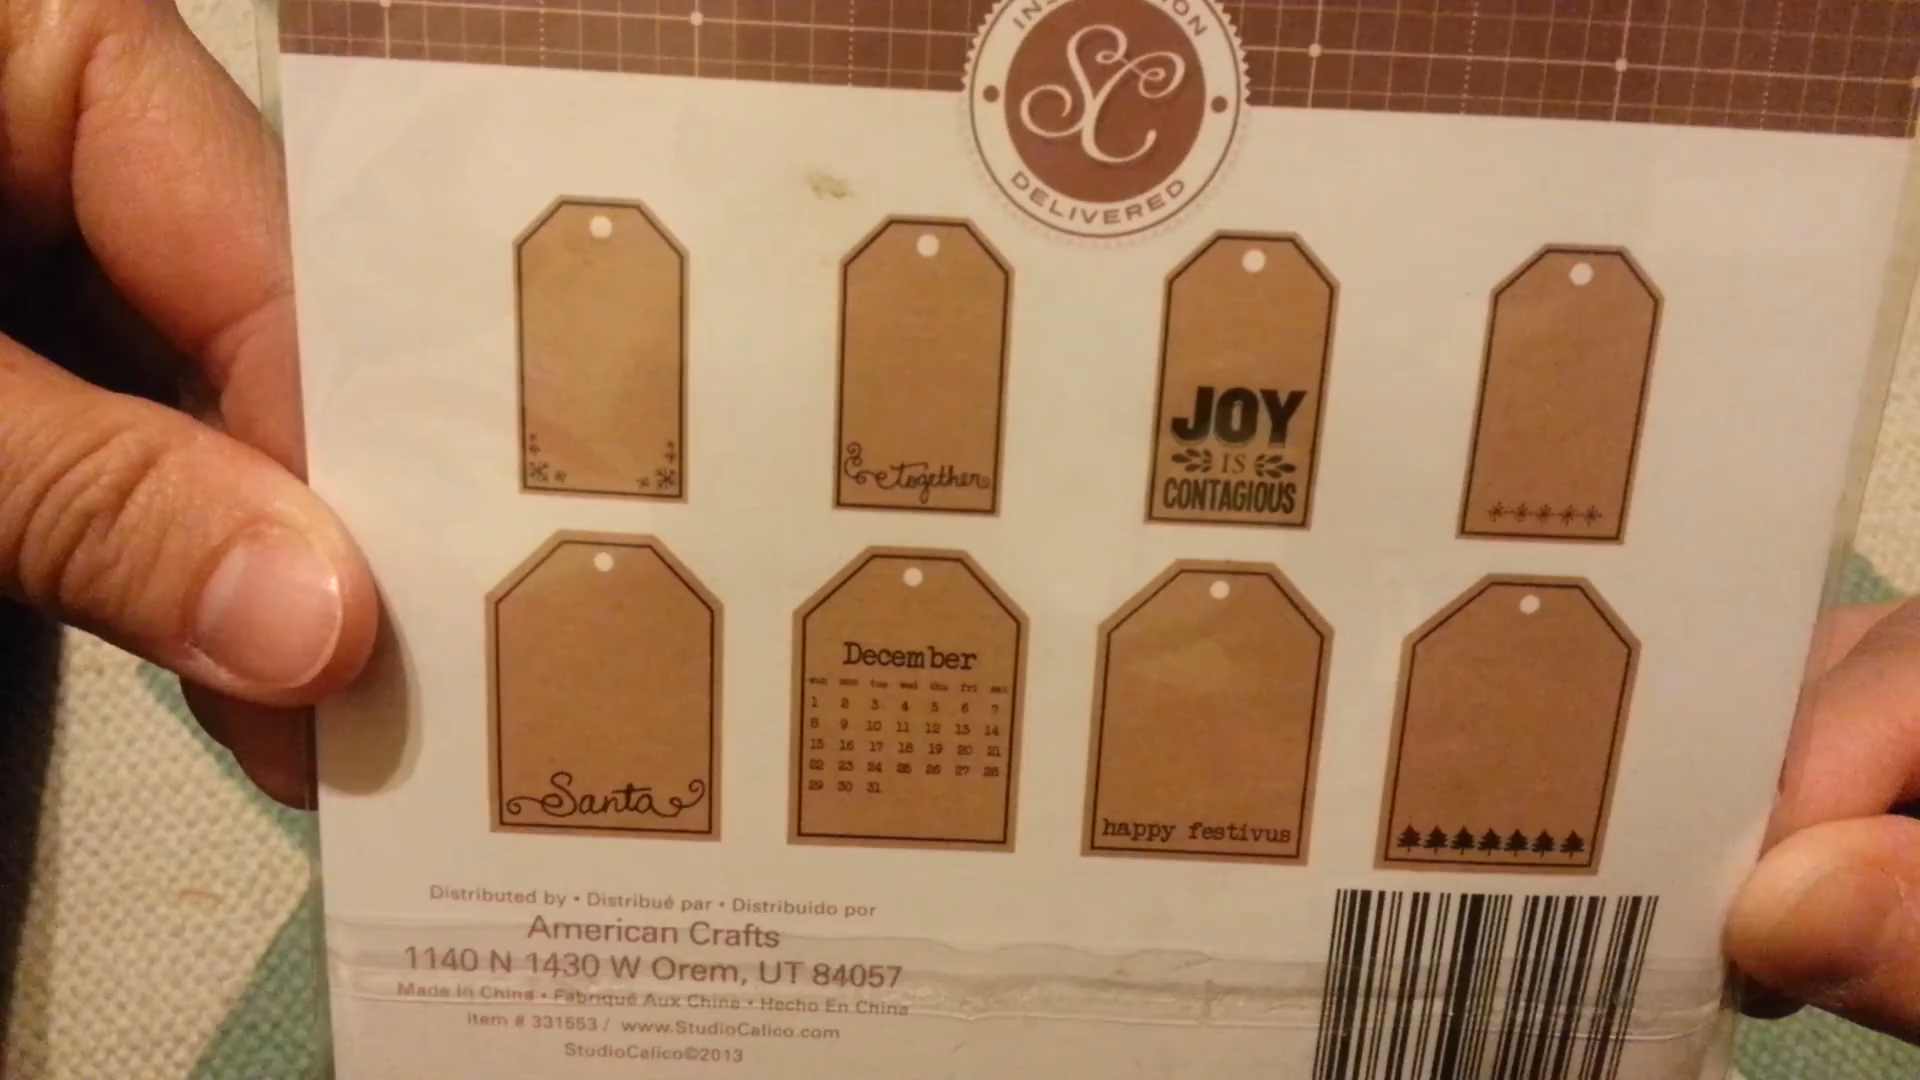 SC
DELIVERED
Together
JOY
IS
CONTAGIOUS
Santa
December
sun mon tue wed thu fri sat
1 2 3 4 5 6 7
8 9 10 11 12 13 14
15 16 17 18 19 20 21
22 23 24 25 26 27 28
29 30 31
happy festivus
Distributed by • Distribué par • Distribuido por
American Crafts
1140 N 1430 W Orem, UT 84057
Made In China • Fabriqué Aux Chine • Hecho En China
Item # 331553 / www.StudioCalico.com
StudioCalico©2013